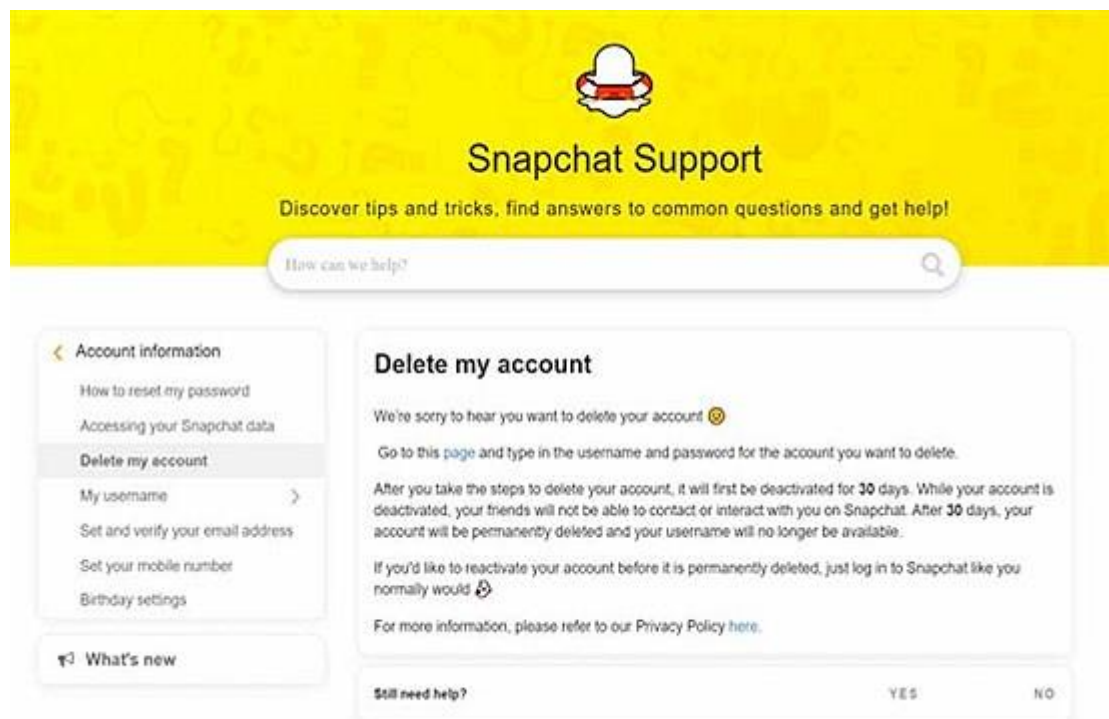 Snapchat Support
Discover tips and tricks, find answers to common questions and get help!
How can we help?
Account information
How to reset my password
Accessing your Snapchat data
Delete my account
My username
Set and verify your email address
Set your mobile number
Birthday settings
What's new
Delete my account
We're sorry to hear you want to delete your account
Go to this page and type in the username and password for the account you want to delete.
After you take the steps to delete your account, it will first be deactivated for 30 days. While your account is
deactivated, your friends will not be able to contact or interact with you on Snapchat. After 30 days, your
account will be permanently deleted and your username will no longer be available.
If you'd like to reactivate your account before it is permanently deleted, just log in to Snapchat like you
normally would
For more information, please refer to our Privacy Policy here.
Still need help? YES NO